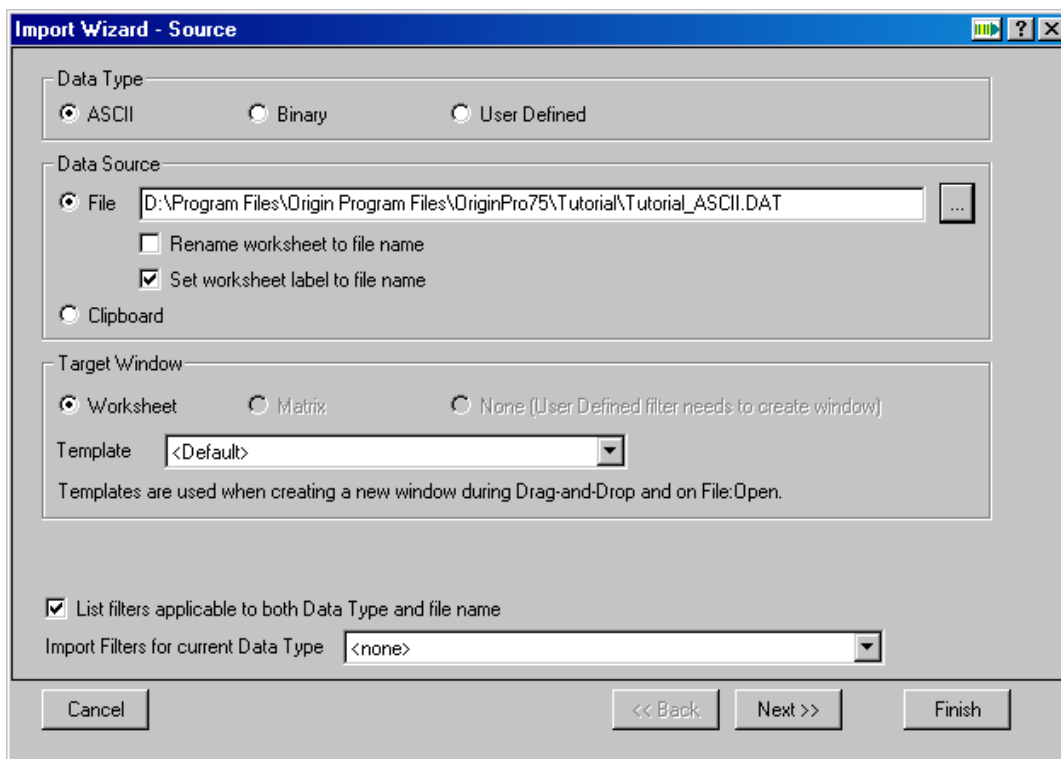 Import Wizard - Source
Data Type
ASCII Binary User Defined
Data Source
File D:\Program Files\Origin Program Files\OriginPro75\Tutorial\Tutorial_ASCII.DAT ...
Rename worksheet to file name
Set worksheet label to file name
Clipboard
Target Window
Worksheet Matrix None (User Defined filter needs to create window)
Template <Default>
Templates are used when creating a new window during Drag-and-Drop and on File:Open.
List filters applicable to both Data Type and file name
Import Filters for current Data Type <none>
Cancel << Back Next >> Finish